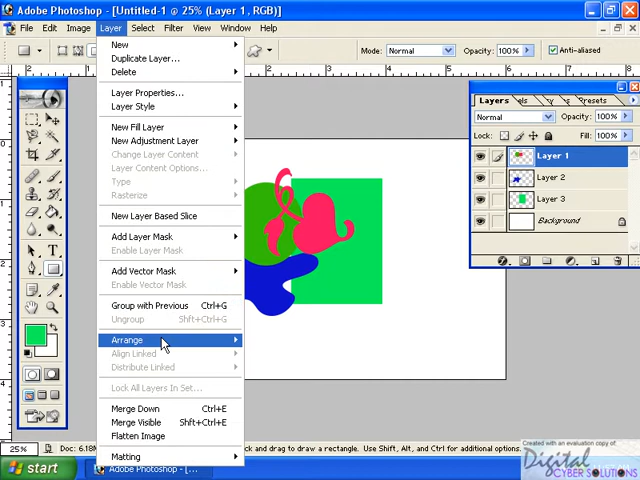 Adobe Photoshop - [Untitled-1 @ 25% (Layer 1, RGB)]
File Edit Image Layer Select Filter View Window Help
Mode: Normal Opacity: 100% Anti-aliased
New
Duplicate Layer...
Delete
Layer Properties...
Layer Style
New Fill Layer
New Adjustment Layer
Change Layer Content
Layer Content Options...
Type
Rasterize
New Layer Based Slice
Add Layer Mask
Enable Layer Mask
Add Vector Mask
Enable Vector Mask
Group with Previous Ctrl+G
Ungroup Shft+Ctrl+G
Arrange
Align Linked
Distribute Linked
Lock All Layers In Set...
Merge Down Ctrl+E
Merge Visible Shft+Ctrl+E
Flatten Image
Matting
Layers Presets
Normal Opacity: 100%
Lock: Fill: 100%
Layer 1
Layer 2
Layer 3
Background
25% Doc: 6.18M
k and drag to draw a rectangle. Use Shift, Alt, and Ctrl for additional options.
start
Adobe Photoshop - [...
Created with an evaluation copy of
Digital
CYBER SOLUTIONS